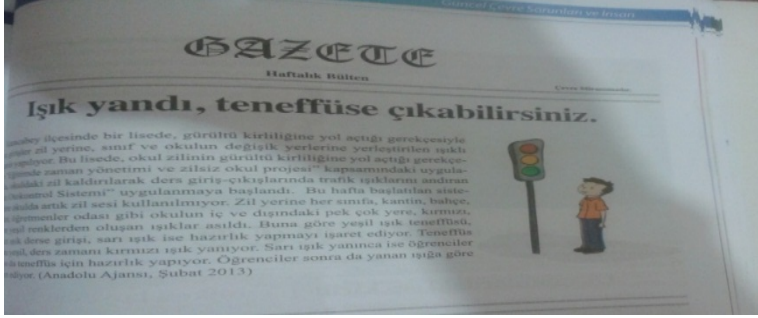 Güncel Çevre Sorunları ve İnsan
GAZETE
Haftalık Bülten
Işık yandı, teneffüse çıkabilirsiniz.
ilçesinde bir lisede, gürültü kirliliğine yol açtığı gerekçesiyle
zil yerine, sınıf ve okulun değişik yerlerine yerleştirilen ışıklı
Bu lisede, okul zilinin gürültü kirliliğine yol açtığı gerekçe-
zaman yönetimi ve zilsiz okul projesi" kapsamındaki uygula-
zil kaldırılarak ders giriş-çıkışlarında trafik ışıklarını andıran
Sistemi" uygulanmaya başlandı. Bu hafta başlatılan siste-
okulda artık zil sesi kullanılmıyor. Zil yerine her sınıfa, kantin, bahçe,
öğretmenler odası gibi okulun iç ve dışındaki pek çok yere, kırmızı,
renklerden oluşan ışıklar asıldı. Buna göre yeşil ışık teneffüsü,
derse girişi, sarı ışık ise hazırlık yapmayı işaret ediyor. Teneffüs
ders zamanı kırmızı ışık yanıyor. Sarı ışık yanınca ise öğrenciler
teneffüs için hazırlık yapıyor. Öğrenciler sonra da yanan ışığa göre
(Anadolu Ajansı, Şubat 2013)